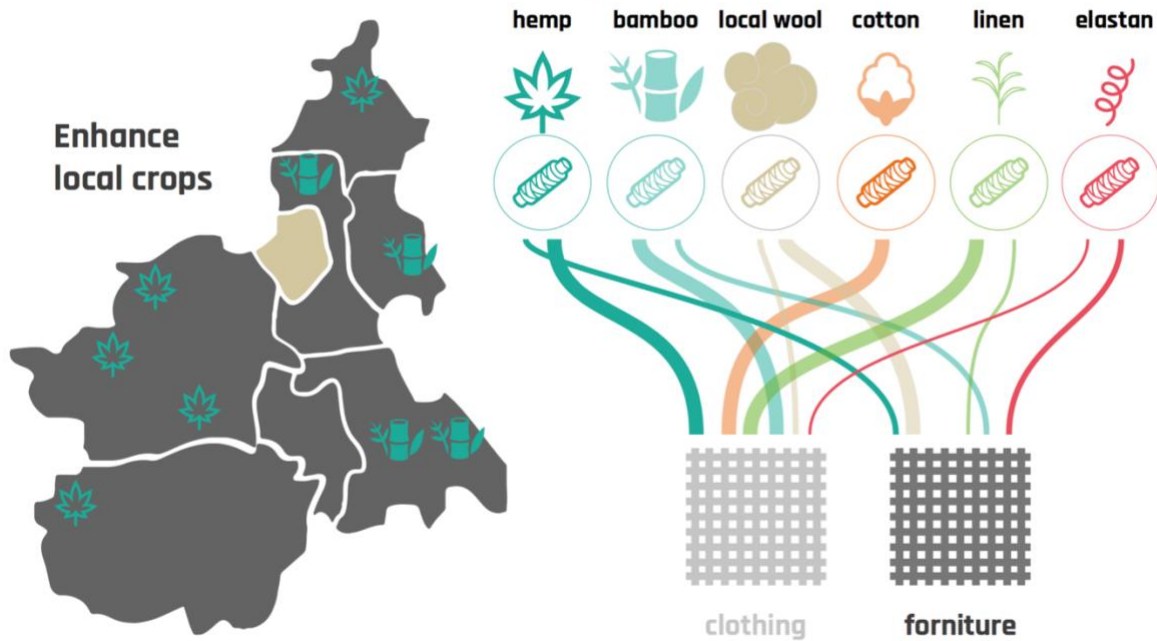 Enhance
local crops
hemp bamboo local wool cotton linen elastan
clothing forniture